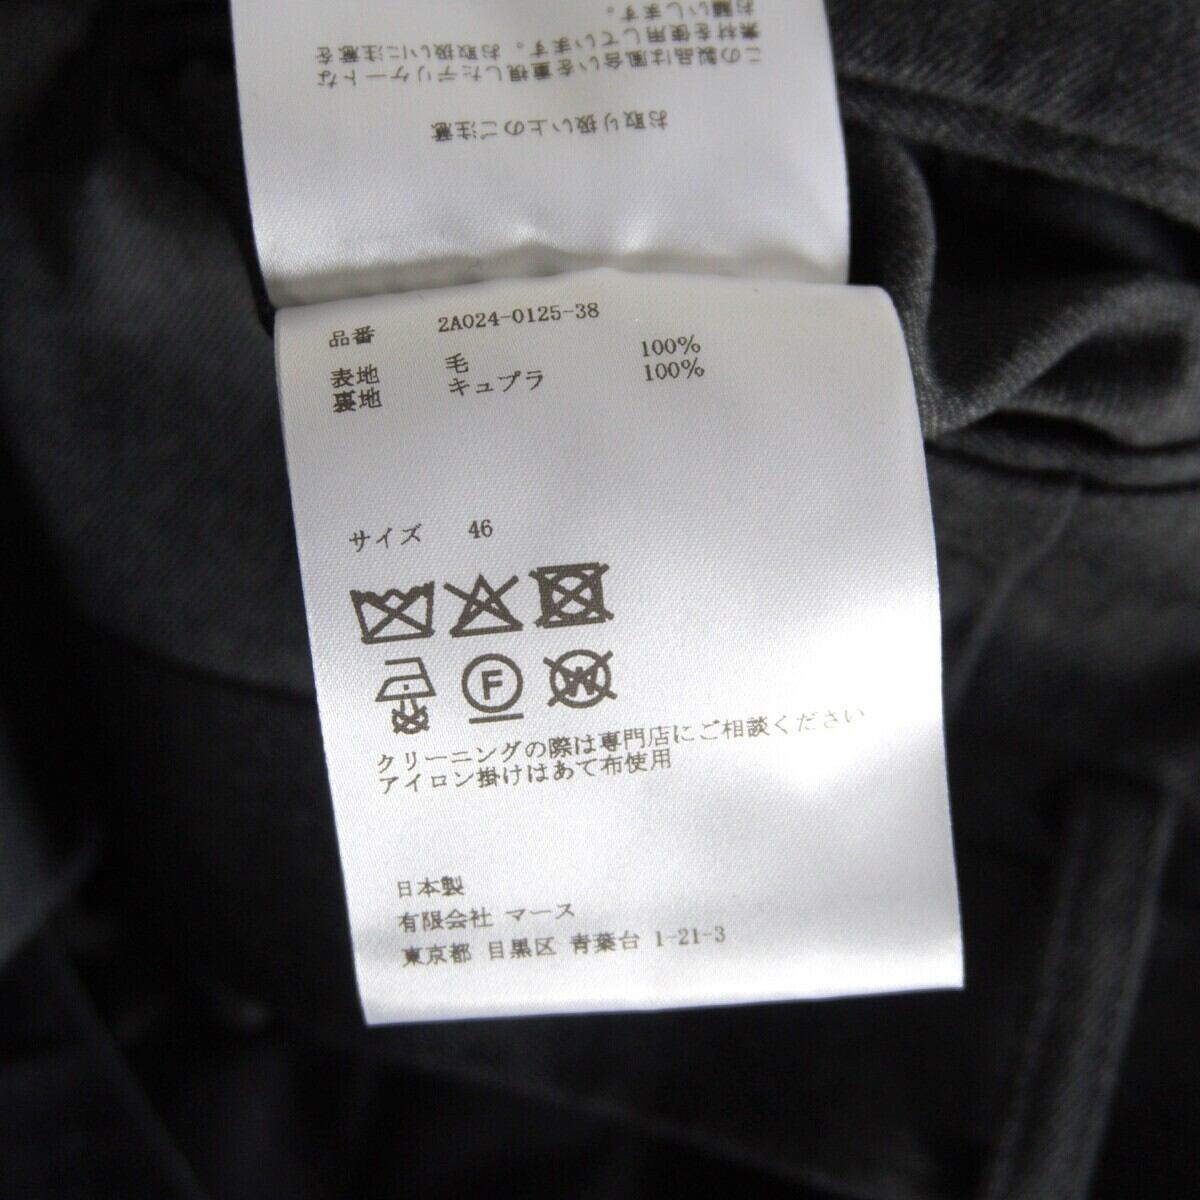 お取り扱い上のご注意
この製品は風合いを重視したデリケートな
素材を使用しています。お取扱いに注意を
お願いします。
品番 2A024-0125-38
表地 毛 100%
裏地 キュプラ 100%
サイズ 46
F W
クリーニングの際は専門店にご相談ください
アイロン掛けはあて布使用
日本製
有限会社 マース
東京都 目黒区 青葉台 1-21-3